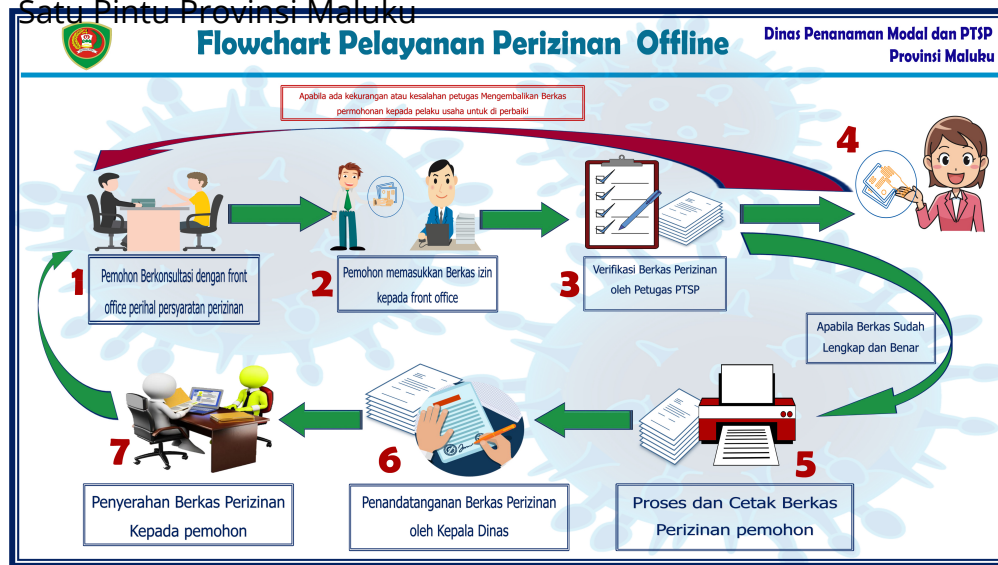 Satu Pintu Provinsi Maluku
Flowchart Pelayanan Perizinan Offline
Dinas Penanaman Modal dan PTSP
Provinsi Maluku
Apabila ada kekurangan atau kesalahan petugas Mengembalikan Berkas
permohonan kepada pelaku usaha untuk di perbaiki
4
1
Pemohon Berkonsultasi dengan front
office perihal persyaratan perizinan
2
Pemohon memasukkan Berkas izin
kepada front office
3
Verifikasi Berkas Perizinan
oleh Petugas PTSP
Apabila Berkas Sudah
Lengkap dan Benar
7
Penyerahan Berkas Perizinan
Kepada pemohon
6
Penandatanganan Berkas Perizinan
oleh Kepala Dinas
5
Proses dan Cetak Berkas
Perizinan pemohon